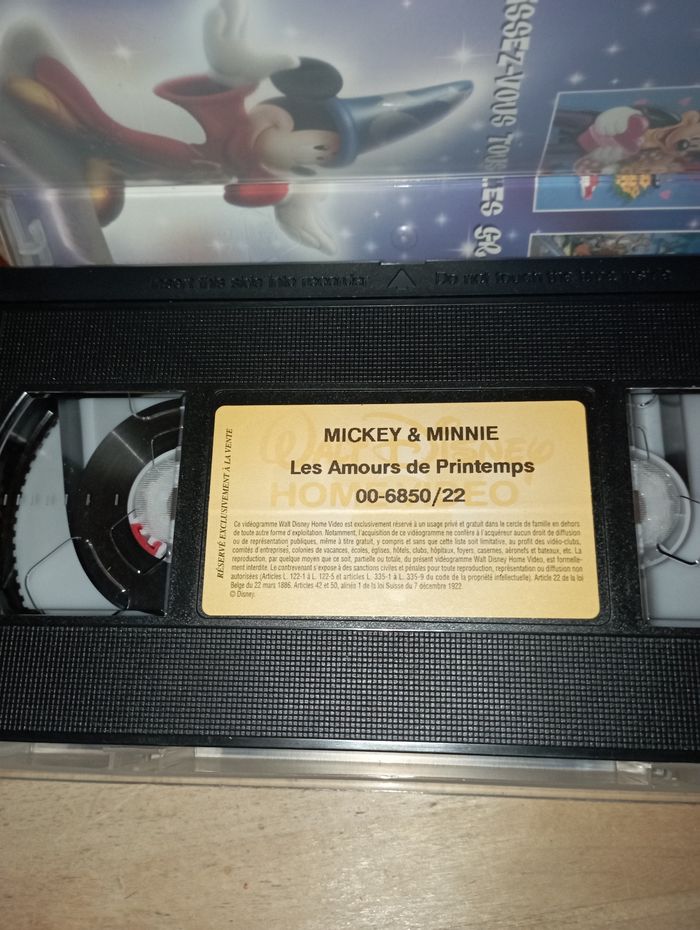 ISSEZ-VOUS TOUS LES GR
Insert this side into recorder
Do not touch the tape inside
RÉSERVÉ EXCLUSIVEMENT À LA VENTE
WALT DISNEY
HOME VIDEO
MICKEY & MINNIE
Les Amours de Printemps
00-6850/22
Ce vidéogramme Walt Disney Home Video est exclusivement réservé à un usage privé et gratuit dans le cercle de famille en dehors
de toute autre forme d'exploitation. Notamment, l'acquisition de ce vidéogramme ne confère à l'acquéreur aucun droit de diffusion
ou de représentation publiques, même à titre gratuit, y compris et sans que cette liste soit limitative, au profit des vidéo-clubs,
comités d'entreprises, colonies de vacances, écoles, églises, hôtels, clubs, hôpitaux, foyers, casernes, aéronefs et bateaux, etc. La
reproduction, par quelque moyen que ce soit, partielle ou totale, du présent vidéogramme Walt Disney Home Video, est formelle-
ment interdite. Le contrevenant s'expose à des sanctions civiles et pénales pour toute reproduction, représentation ou diffusion non
autorisées (Articles L. 122-1 à L. 122-5 et articles L. 335-1 à L. 335-9 du code de la propriété intellectuelle). Article 22 de la loi
Belge du 22 mars 1886. Articles 42 et 50, alinéa 1 de la loi Suisse du 7 décembre 1922.
© Disney.